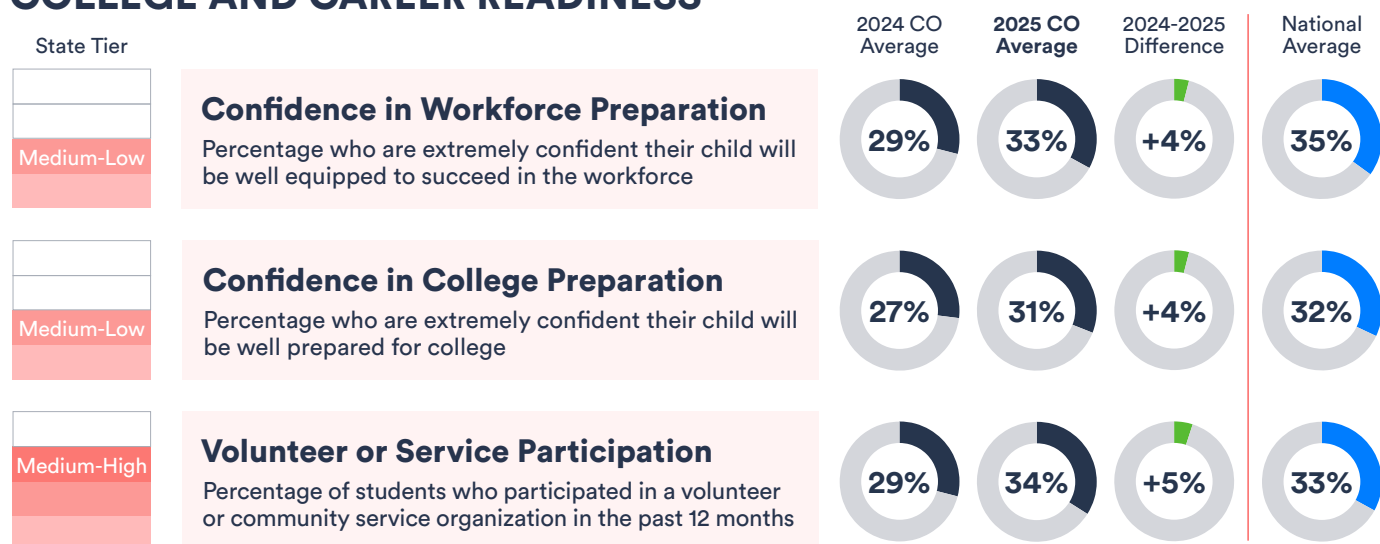 COLLEGE AND CAREER READINESS
State Tier
2024 CO
Average
2025 CO
Average
2024-2025
Difference
National
Average
Medium-Low
Confidence in Workforce Preparation
Percentage who are extremely confident their child will
be well equipped to succeed in the workforce
29%
33%
+4%
35%
Medium-Low
Confidence in College Preparation
Percentage who are extremely confident their child will
be well prepared for college
27%
31%
+4%
32%
Medium-High
Volunteer or Service Participation
Percentage of students who participated in a volunteer
or community service organization in the past 12 months
29%
34%
+5%
33%